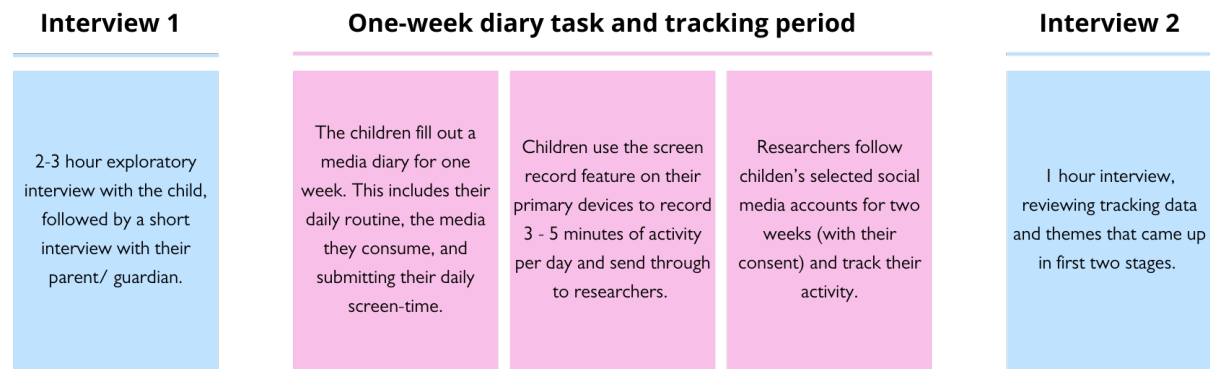 Interview 1
2-3 hour exploratory
interview with the child,
followed by a short
interview with their
parent/ guardian.
One-week diary task and tracking period
The children fill out a
media diary for one
week. This includes their
daily routine, the media
they consume, and
submitting their daily
screen-time.
Children use the screen
record feature on their
primary devices to record
3 - 5 minutes of activity
per day and send through
to researchers.
Researchers follow
childen’s selected social
media accounts for two
weeks (with their
consent) and track their
activity.
Interview 2
1 hour interview,
reviewing tracking data
and themes that came up
in first two stages.